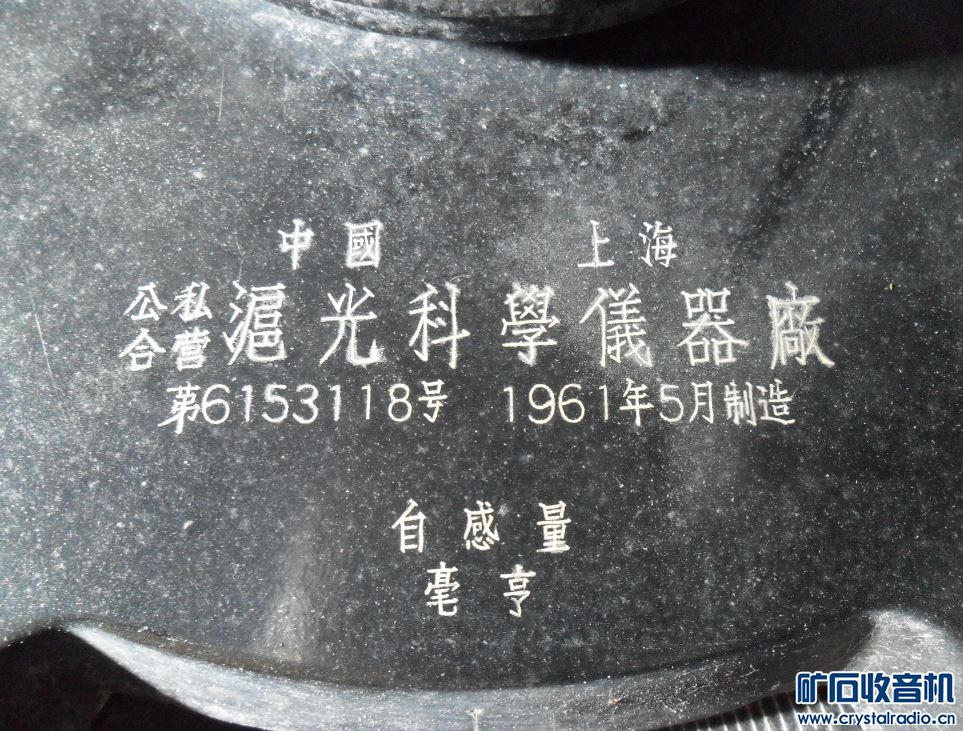 中國 上海
公私合营 滬光科學儀器廠
第6153118号 1961年5月制造
自感量
毫亨
矿石收音机
www.crystalradio.cn